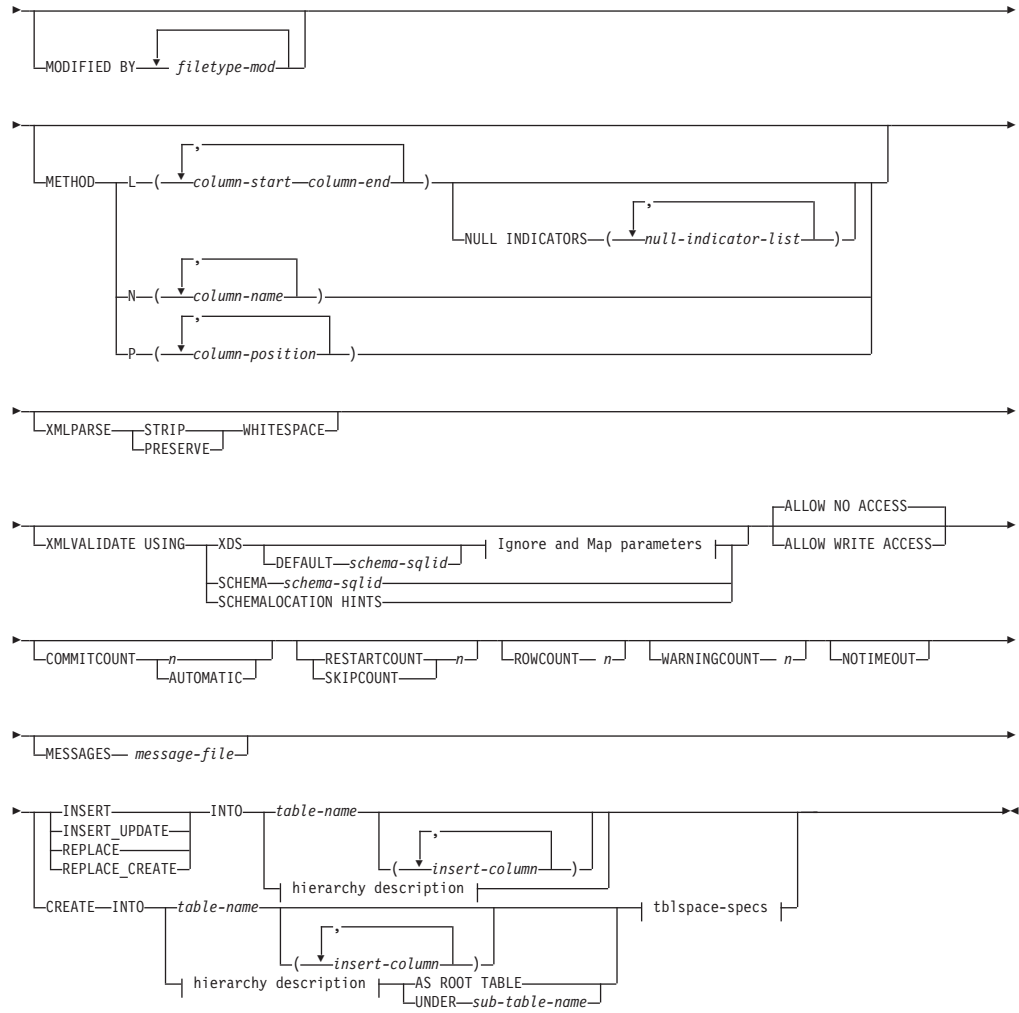 MODIFIED BY filetype-mod
,
METHOD L ( column-start column-end )
,
NULL INDICATORS ( null-indicator-list )
,
N ( column-name )
,
P ( column-position )
XMLPARSE STRIP WHITESPACE
PRESERVE
ALLOW NO ACCESS
XMLVALIDATE USING XDS Ignore and Map parameters ALLOW WRITE ACCESS
DEFAULT schema-sqlid
SCHEMA schema-sqlid
SCHEMALOCATION HINTS
COMMITCOUNT n RESTARTCOUNT n ROWCOUNT n WARNINGCOUNT n NOTIMEOUT
AUTOMATIC SKIPCOUNT
MESSAGES message-file
INSERT INTO table-name
INSERT_UPDATE ,
REPLACE ( insert-column )
REPLACE_CREATE hierarchy description
CREATE INTO table-name tblspace-specs
,
( insert-column )
hierarchy description AS ROOT TABLE
UNDER sub-table-name